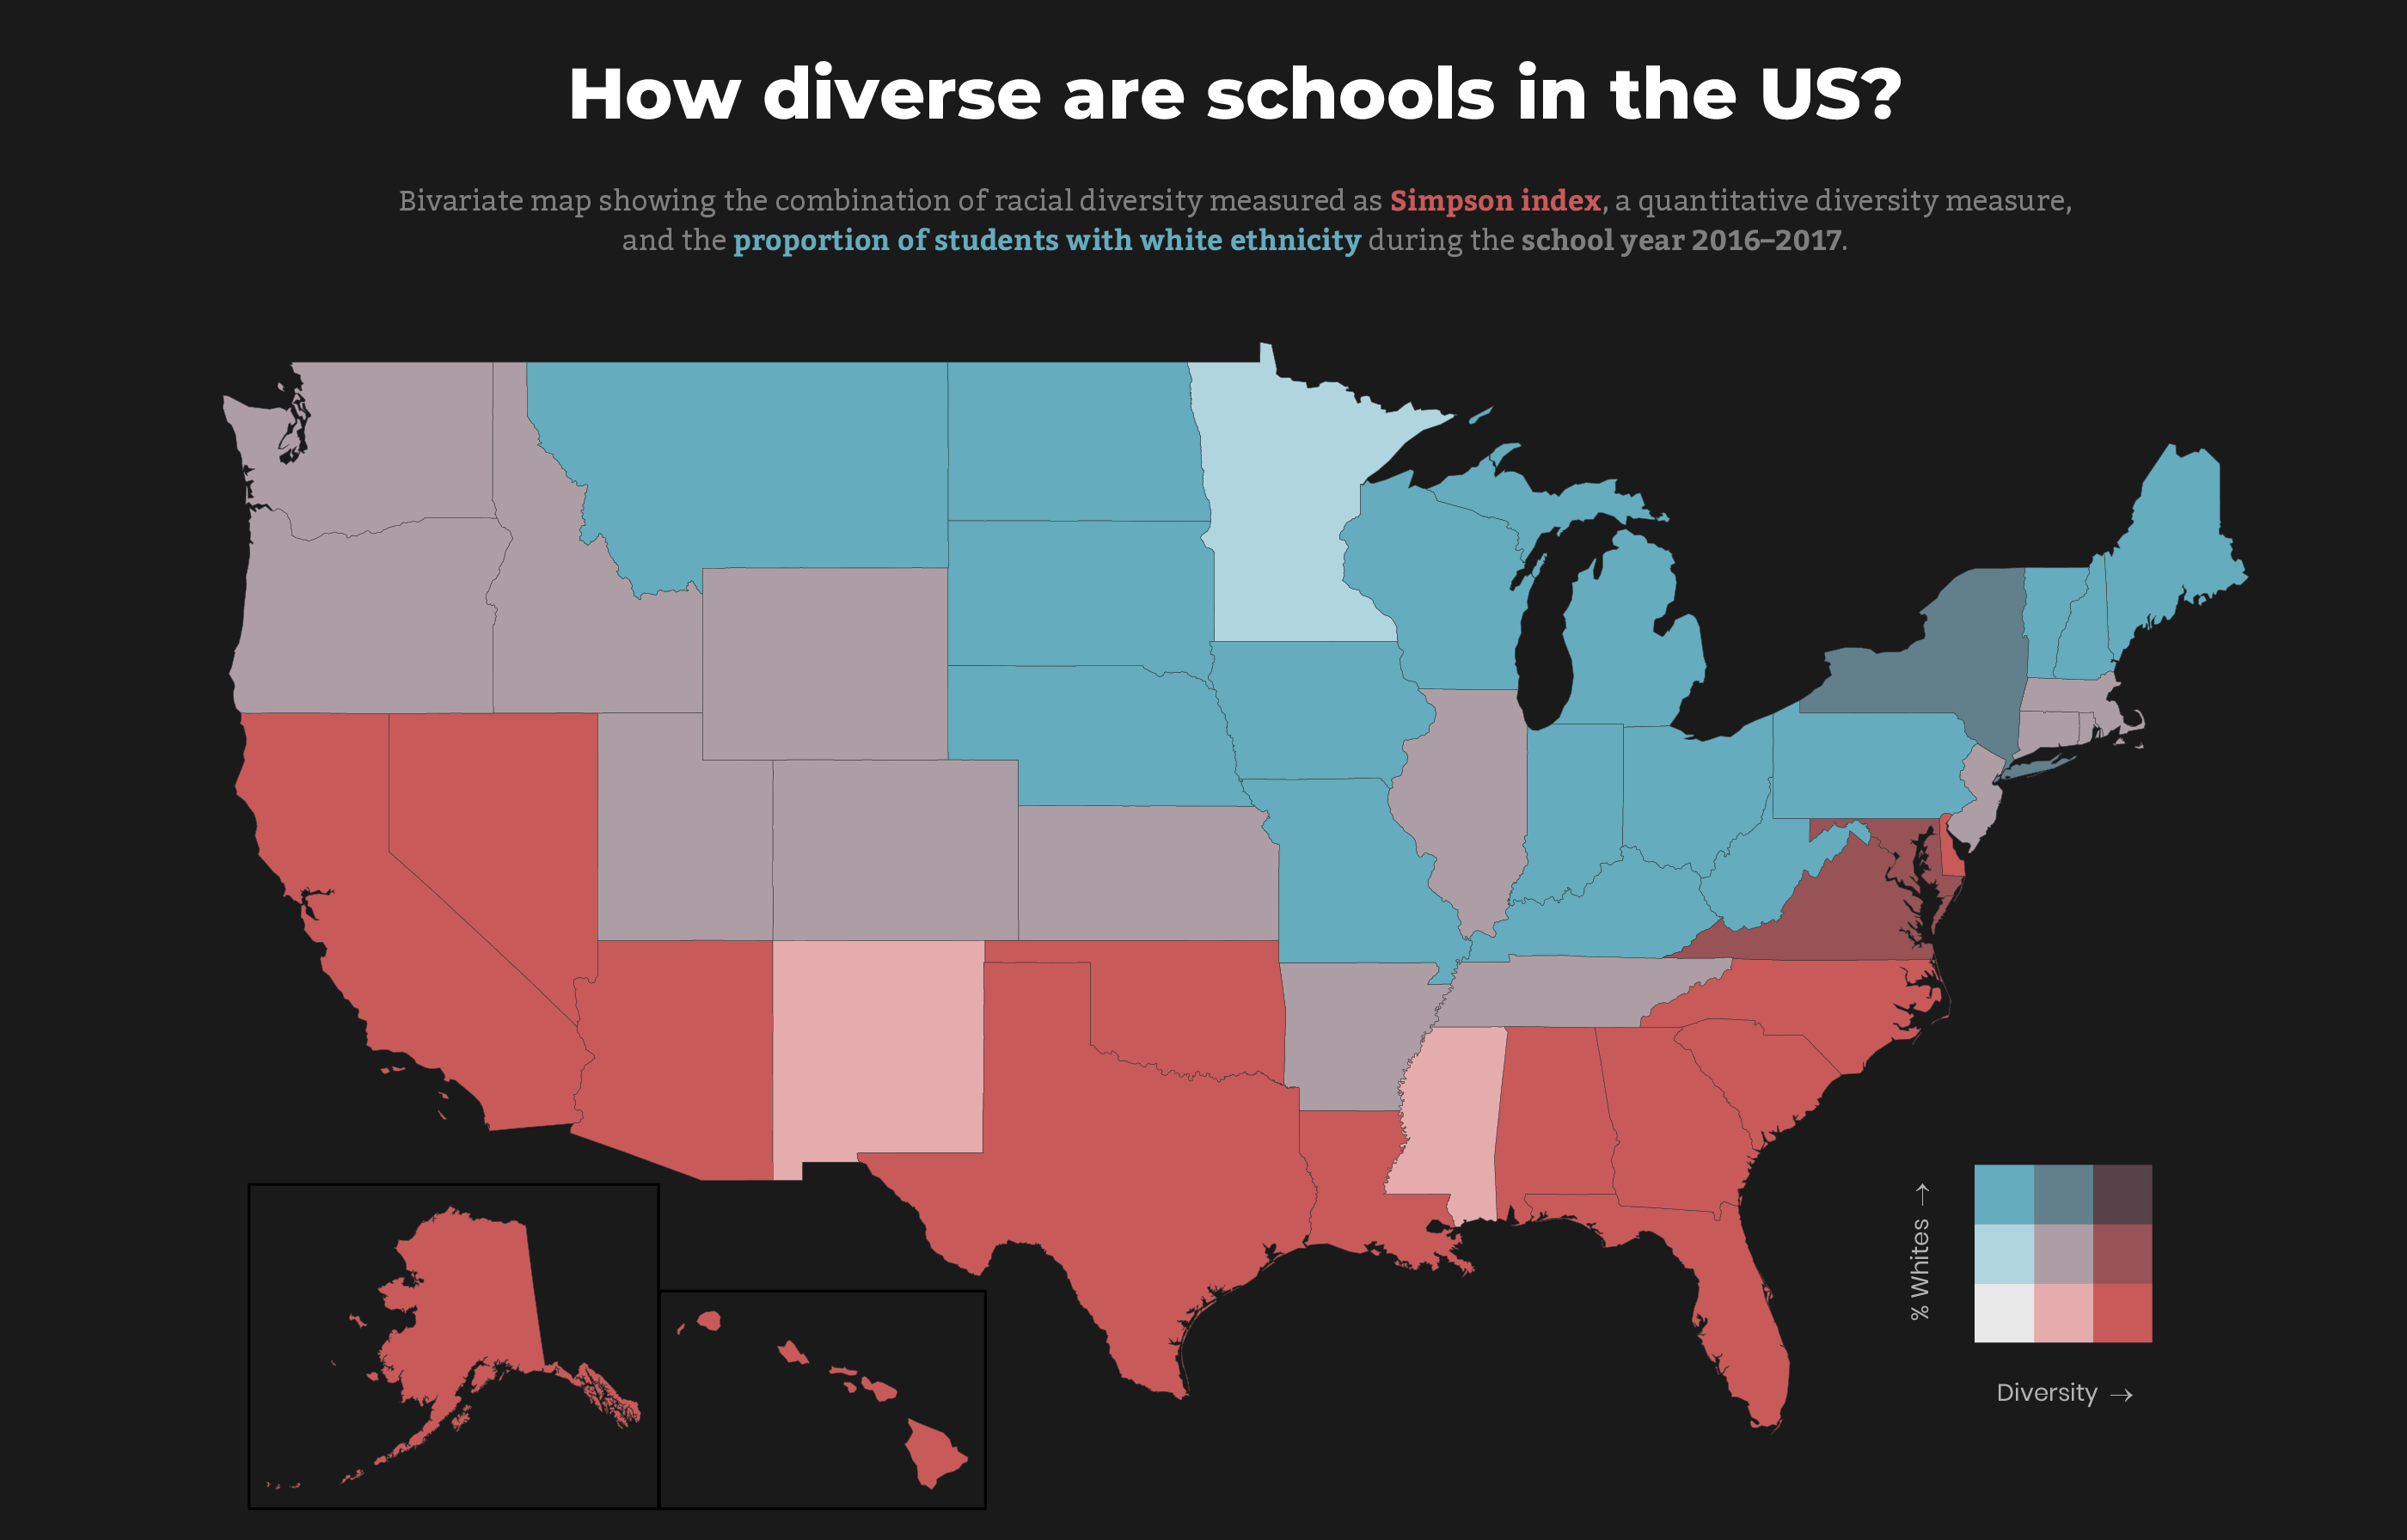 How diverse are schools in the US?
Bivariate map showing the combination of racial diversity measured as Simpson index, a quantitative diversity measure,
and the proportion of students with white ethnicity during the school year 2016–2017.
% Whites →
Diversity →